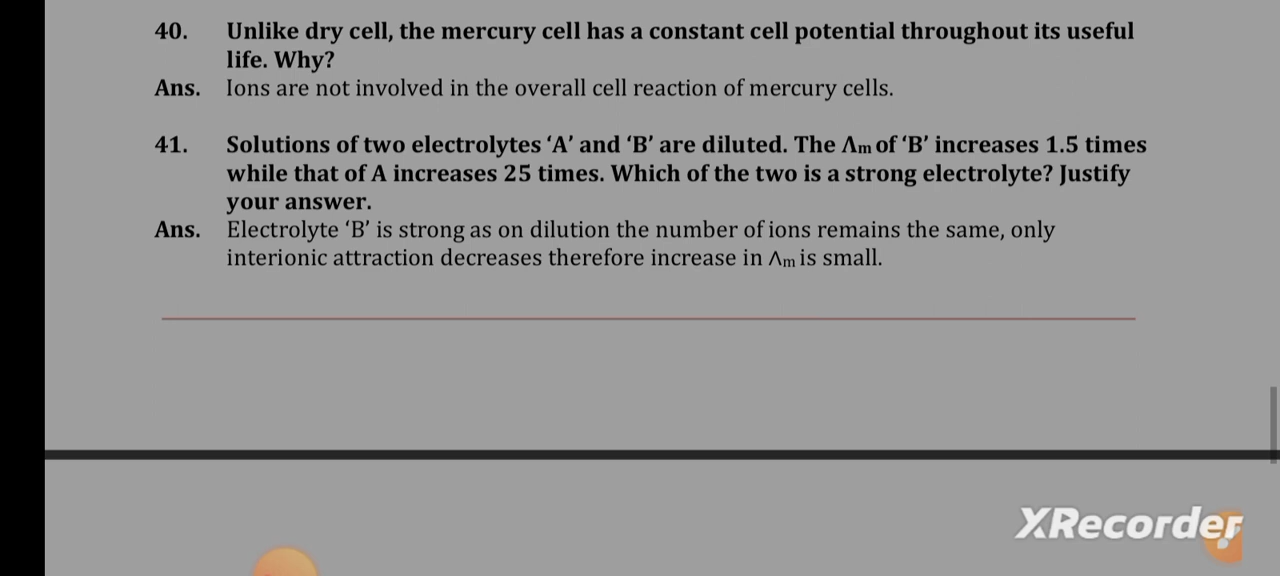 40. Unlike dry cell, the mercury cell has a constant cell potential throughout its useful
life. Why?
Ans. Ions are not involved in the overall cell reaction of mercury cells.
41. Solutions of two electrolytes ‘A’ and ‘B’ are diluted. The Λm of ‘B’ increases 1.5 times
while that of A increases 25 times. Which of the two is a strong electrolyte? Justify
your answer.
Ans. Electrolyte ‘B’ is strong as on dilution the number of ions remains the same, only
interionic attraction decreases therefore increase in Λm is small.
XRecorder